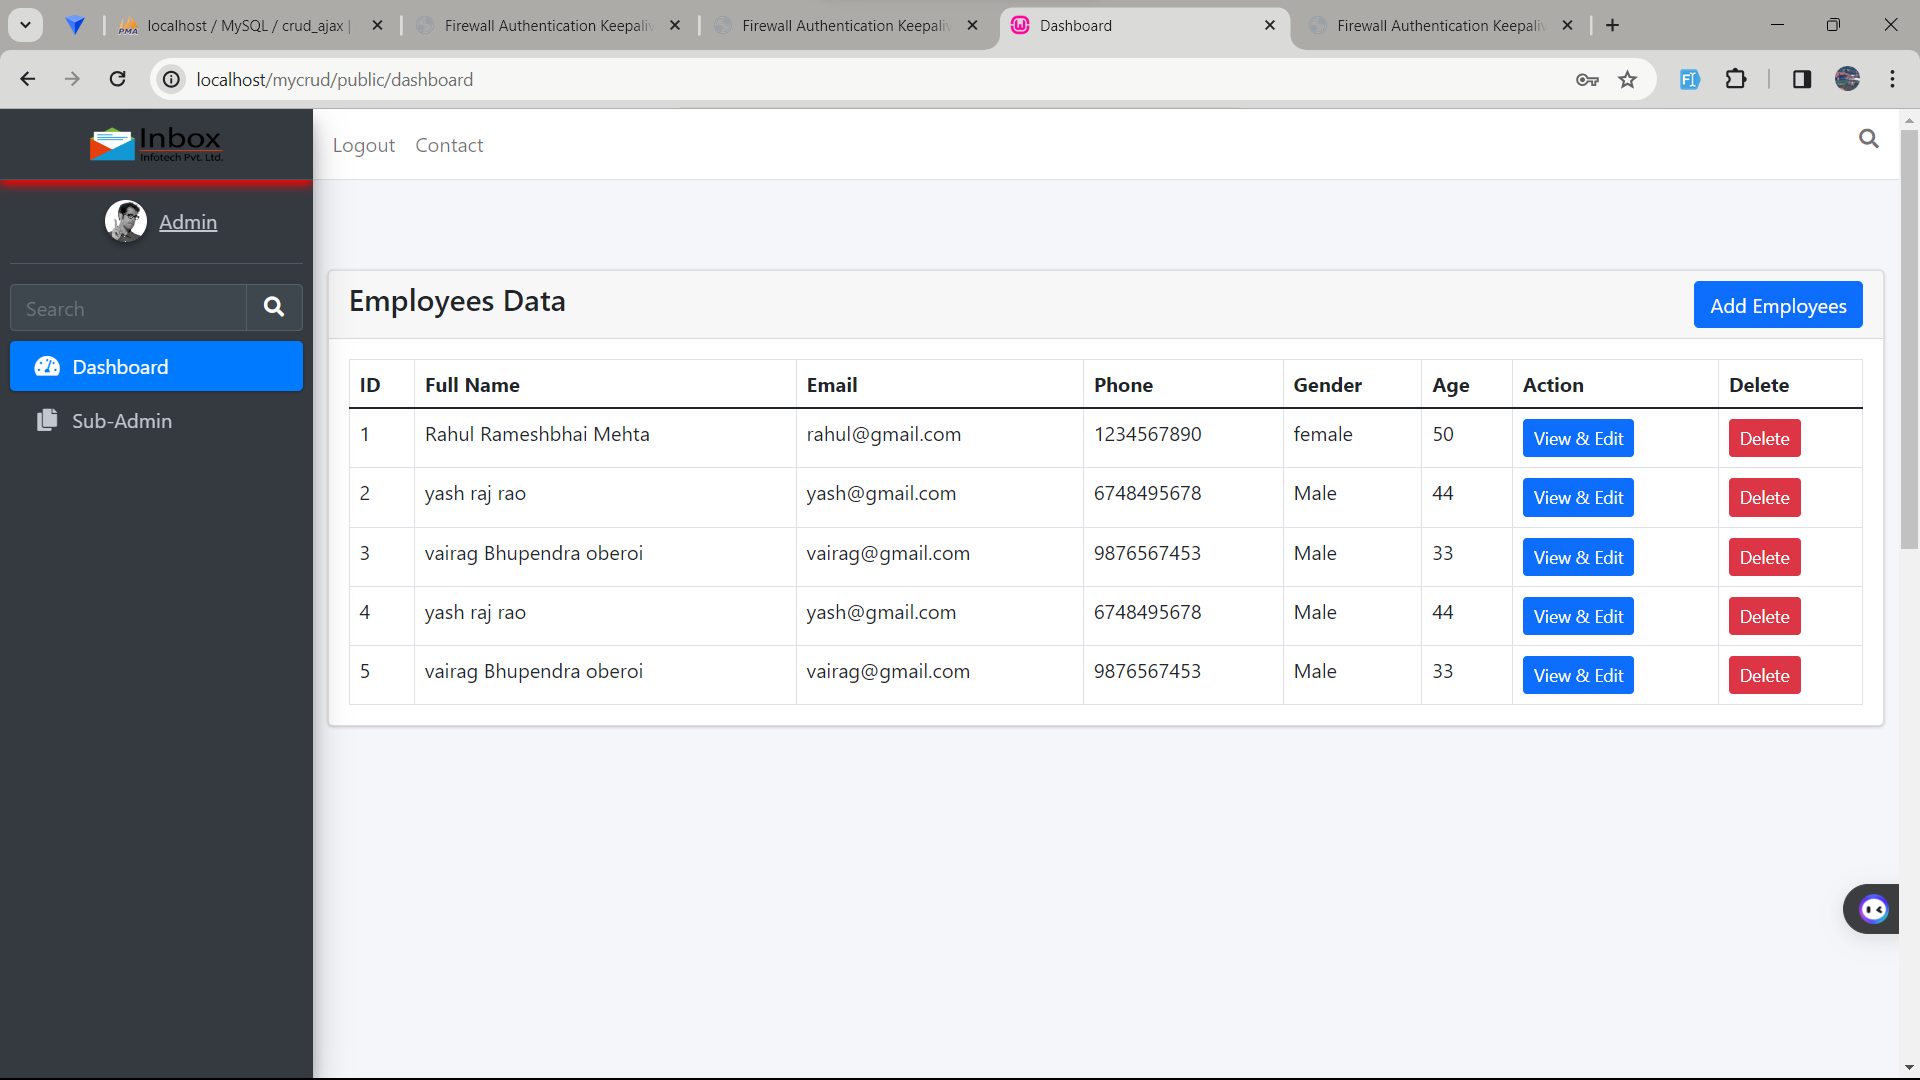 localhost / MySQL / crud_ajax |
Firewall Authentication Keepaliv
Firewall Authentication Keepaliv
Dashboard
Firewall Authentication Keepaliv
localhost/mycrud/public/dashboard
Inbox
Infotech Pvt. Ltd.
Logout Contact
Admin
Search
Dashboard
Sub-Admin
Employees Data
Add Employees
ID Full Name Email Phone Gender Age Action Delete
1 Rahul Rameshbhai Mehta rahul@gmail.com 1234567890 female 50 View & Edit Delete
2 yash raj rao yash@gmail.com 6748495678 Male 44 View & Edit Delete
3 vairag Bhupendra oberoi vairag@gmail.com 9876567453 Male 33 View & Edit Delete
4 yash raj rao yash@gmail.com 6748495678 Male 44 View & Edit Delete
5 vairag Bhupendra oberoi vairag@gmail.com 9876567453 Male 33 View & Edit Delete